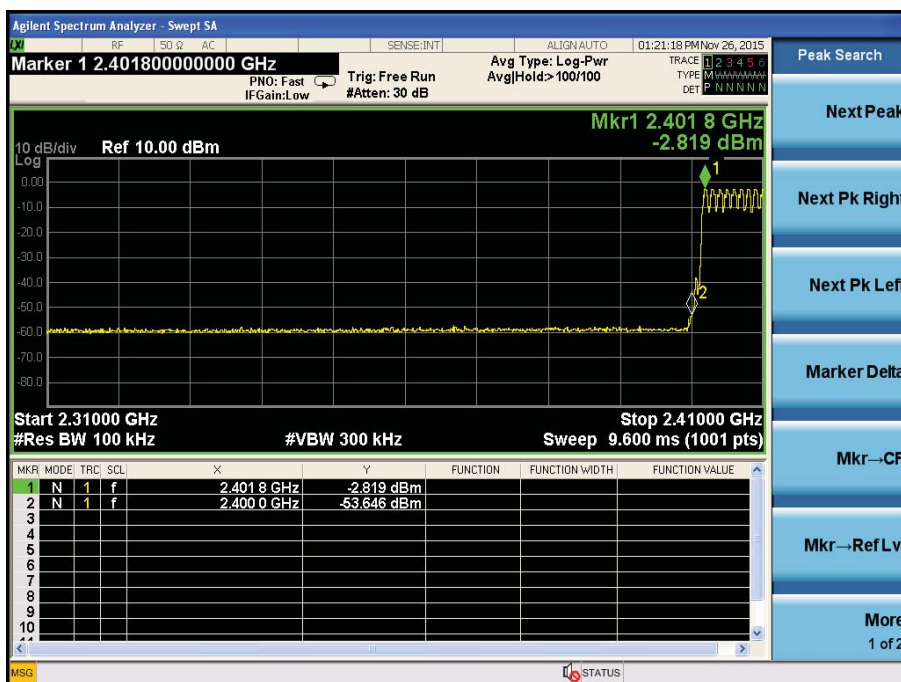 Agilent Spectrum Analyzer - Swept SA
LXI RF 50 Ω AC SENSE:INT ALIGN AUTO 01:21:18 PM Nov 26, 2015
Marker 1 2.401800000000 GHz
PNO: Fast
IFGain:Low
Trig: Free Run
#Atten: 30 dB
Avg Type: Log-Pwr
Avg|Hold:>100/100
TRACE 1 2 3 4 5 6
TYPE M
DET P N N N N N
Peak Search
Next Peak
Next Pk Right
Next Pk Left
Marker Delta
Mkr→CF
Mkr→Ref Lv
More
1 of 2
Mkr1 2.401 8 GHz
-2.819 dBm
10 dB/div Ref 10.00 dBm
Log
1
0.00
-10.0
-20.0
-30.0
-40.0
2
-50.0
-60.0
-70.0
-80.0
Start 2.31000 GHz Stop 2.41000 GHz
#Res BW 100 kHz #VBW 300 kHz Sweep 9.600 ms (1001 pts)
MKR MODE TRC SCL X Y FUNCTION FUNCTION WIDTH FUNCTION VALUE
1 N 1 f 2.401 8 GHz -2.819 dBm
2 N 1 f 2.400 0 GHz -53.646 dBm
3
4
5
6
7
8
9
10
MSG STATUS